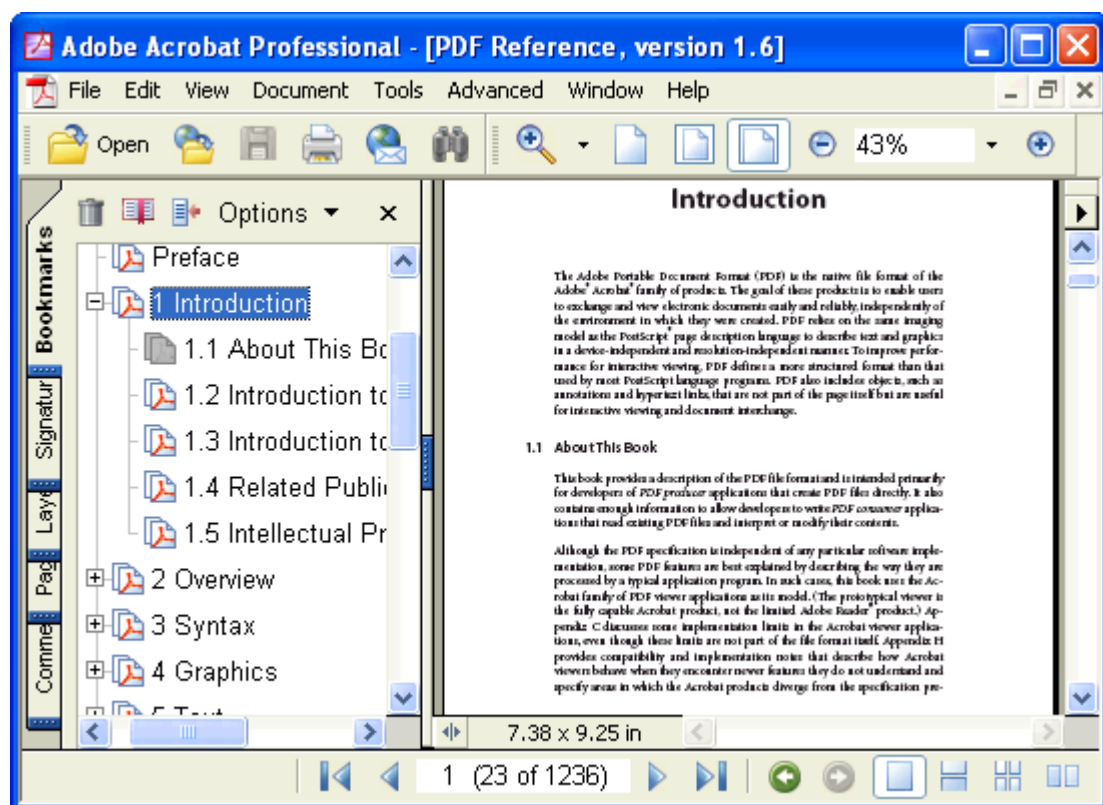 Adobe Acrobat Professional - [PDF Reference, version 1.6]
File Edit View Document Tools Advanced Window Help
Open 43%
Bookmarks
Signatur
Laye
Pag
Comme
Options
Preface
1 Introduction
1.1 About This Bo
1.2 Introduction to
1.3 Introduction to
1.4 Related Public
1.5 Intellectual Pr
2 Overview
3 Syntax
4 Graphics
5 Text
Introduction
The Adobe Portable Document Format (PDF) is the native file format of the
Adobe® Acrobat® family of products. The goal of these products is to enable users
to exchange and view electronic documents easily and reliably, independently of
the environment in which they were created. PDF relies on the same imaging
model as the PostScript® page description language to describe text and graphics
in a device-independent and resolution-independent manner. To improve perfor-
mance for interactive viewing, PDF defines a more structured format than that
used by most PostScript language programs. PDF also includes objects, such as
annotations and hypertext links, that are not part of the page itself but are useful
for interactive viewing and document interchange.
1.1 About This Book
This book provides a description of the PDF file format and is intended primarily
for developers of PDF producer applications that create PDF files directly. It also
contains enough information to allow developers to write PDF consumer applica-
tions that read existing PDF files and interpret or modify their contents.
Although the PDF specification is independent of any particular software imple-
mentation, some PDF features are best explained by describing the way they are
processed by a typical application program. In such cases, this book uses the Ac-
robat family of PDF viewer applications as its model. (The prototypical viewer is
the fully capable Acrobat product, not the limited Adobe Reader® product.) Ap-
pendix C discusses some implementation limits in the Acrobat viewer applica-
tions, even though these limits are not part of the file format itself. Appendix H
provides compatibility and implementation notes that describe how Acrobat
viewers behave when they encounter newer features they do not understand and
specify areas in which the Acrobat products diverge from the specification pre-
7.38 x 9.25 in
1 (23 of 1236)